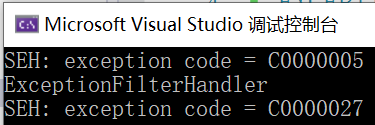 Microsoft Visual Studio 调试控制台
SEH: exception code = C0000005
ExceptionFilterHandler
SEH: exception code = C0000027